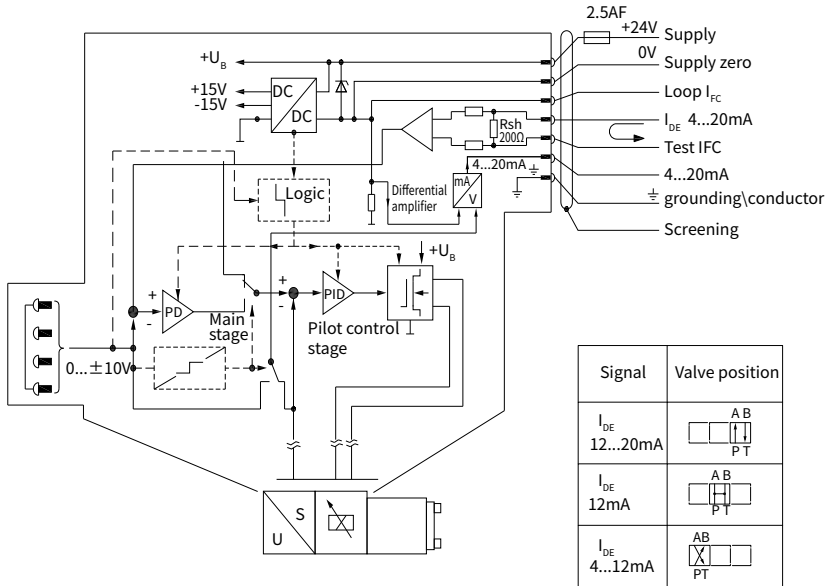 2.5AF
+24V
Supply
0V
Supply zero
Loop I_FC
I_DE 4...20mA
Test IFC
4...20mA
grounding\conductor
Screening
+U_B
+15V
-15V
DC
DC
Rsh
200Ω
4...20mA
mA
V
Differential
amplifier
Logic
+U_B
+
-
PD
Main
stage
+
-
PID
Pilot control
stage
0...±10V
S
U
Signal
Valve position
I_DE
12...20mA
A B
P T
I_DE
12mA
A B
P T
I_DE
4...12mA
AB
PT